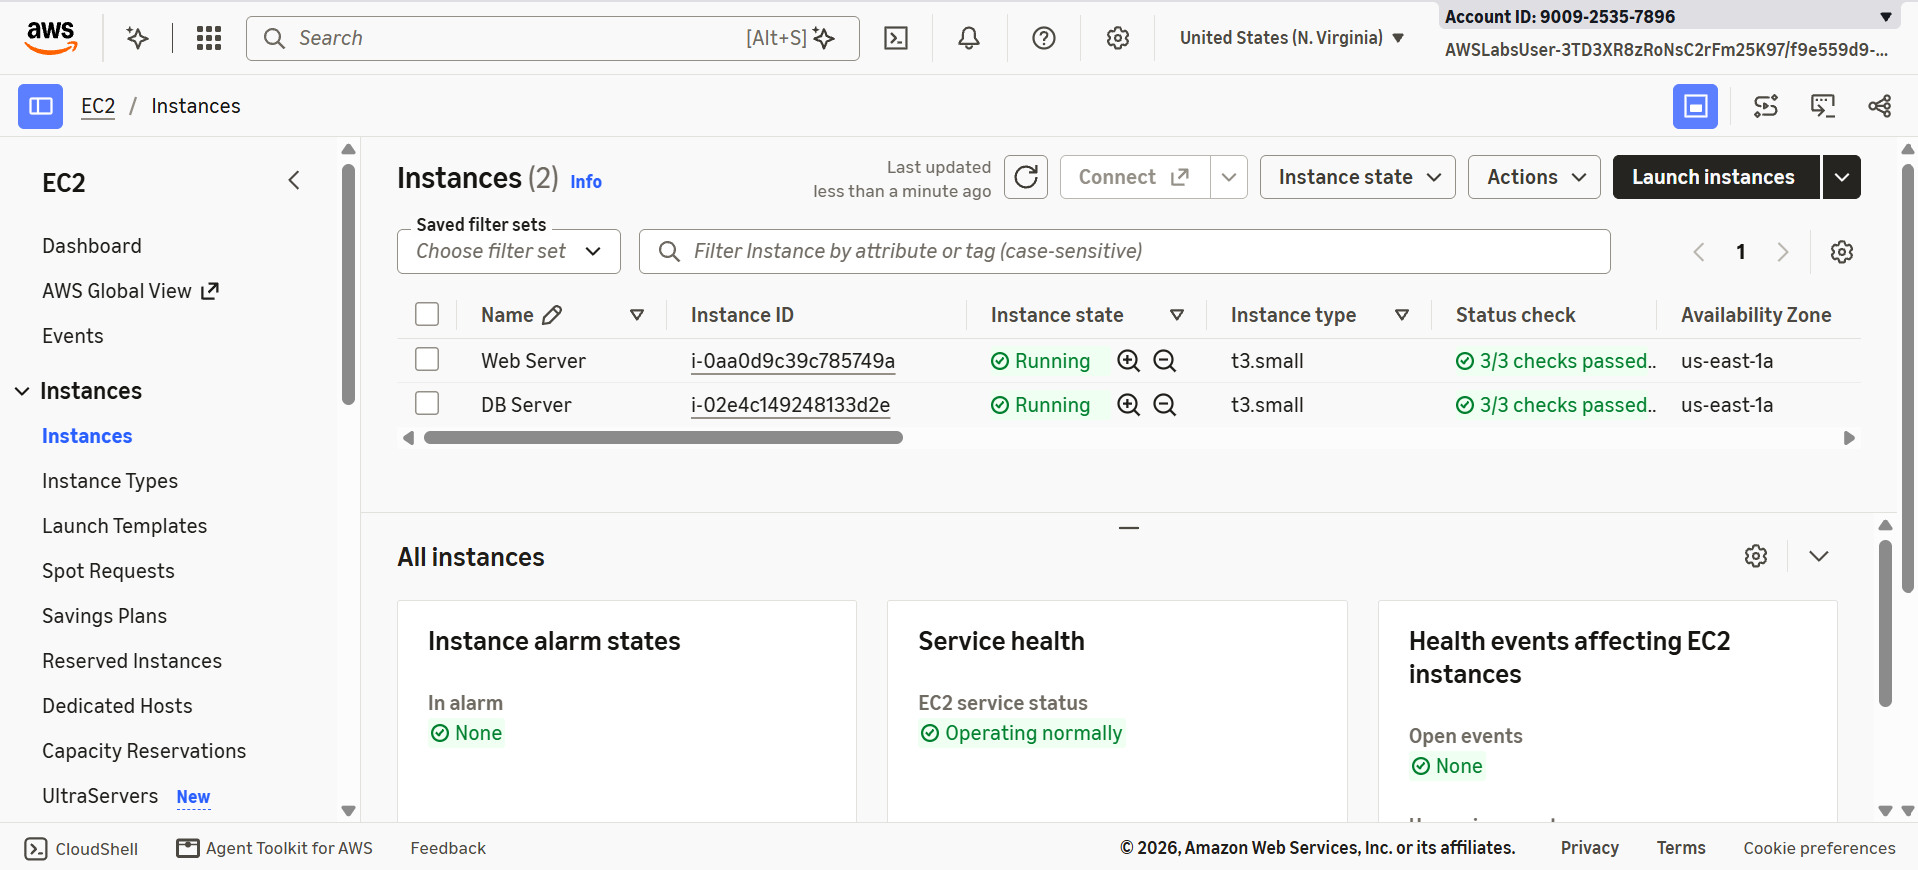 aws
Search
[Alt+S]
United States (N. Virginia)
Account ID: 9009-2535-7896
AWSLabsUser-3TD3XR8zRoNsC2rFm25K97/f9e559d9-...
EC2 / Instances
EC2
Dashboard
AWS Global View
Events
Instances
Instances
Instance Types
Launch Templates
Spot Requests
Savings Plans
Reserved Instances
Dedicated Hosts
Capacity Reservations
UltraServers New
Instances (2) Info
Last updated
less than a minute ago
Connect
Instance state
Actions
Launch instances
Saved filter sets
Choose filter set
Filter Instance by attribute or tag (case-sensitive)
1
Name Instance ID Instance state Instance type Status check Availability Zone
Web Server i-0aa0d9c39c785749a Running t3.small 3/3 checks passed.. us-east-1a
DB Server i-02e4c149248133d2e Running t3.small 3/3 checks passed.. us-east-1a
All instances
Instance alarm states
In alarm
None
Service health
EC2 service status
Operating normally
Health events affecting EC2
instances
Open events
None
CloudShell
Agent Toolkit for AWS
Feedback
© 2026, Amazon Web Services, Inc. or its affiliates.
Privacy
Terms
Cookie preferences